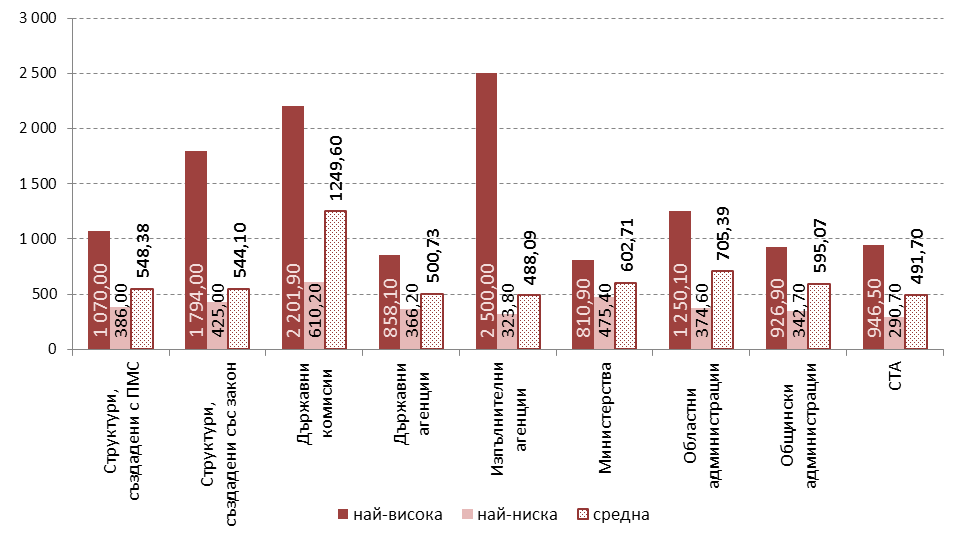 3 000
2 500
2 000
1 500
1 000
500
0
1 070,00
386,00
548,38
1 794,00
425,00
544,10
2 201,90
610,20
1249,60
858,10
366,20
500,73
2 500,00
323,80
488,09
810,90
475,40
602,71
1 250,10
374,60
705,39
926,90
342,70
595,07
946,50
290,70
491,70
Структури,
създадени с ПМС
Структури,
създадени със закон
Държавни
комисии
Държавни
агенции
Изпълнителни
агенции
Министерства
Областни
администрации
Общински
администрации
СТА
най-висока
най-ниска
средна